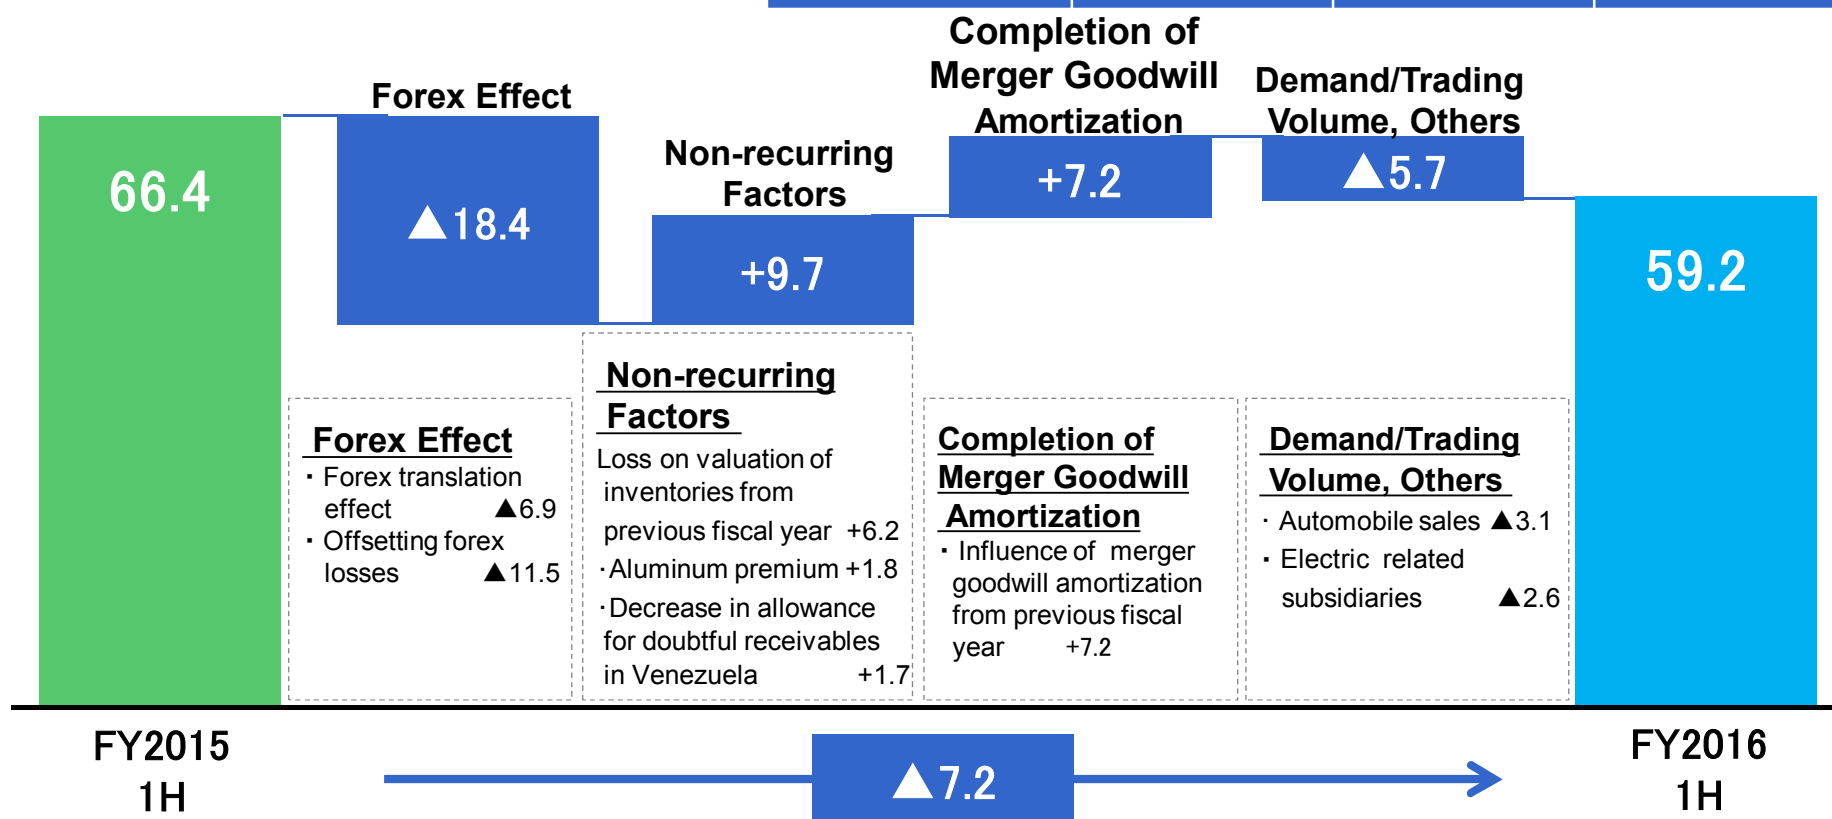 Forex Effect
Non-recurring
Factors
Completion of
Merger Goodwill
Amortization
Demand/Trading
Volume, Others
66.4
▲18.4
+9.7
+7.2
▲5.7
59.2
Forex Effect
・Forex translation
effect ▲6.9
・Offsetting forex
losses ▲11.5
Non-recurring
Factors
Loss on valuation of
inventories from
previous fiscal year +6.2
・Aluminum premium +1.8
・Decrease in allowance
for doubtful receivables
in Venezuela +1.7
Completion of
Merger Goodwill
Amortization
・Influence of merger
goodwill amortization
from previous fiscal
year +7.2
Demand/Trading
Volume, Others
・Automobile sales ▲3.1
・Electric related
subsidiaries ▲2.6
FY2015
1H
▲7.2
FY2016
1H